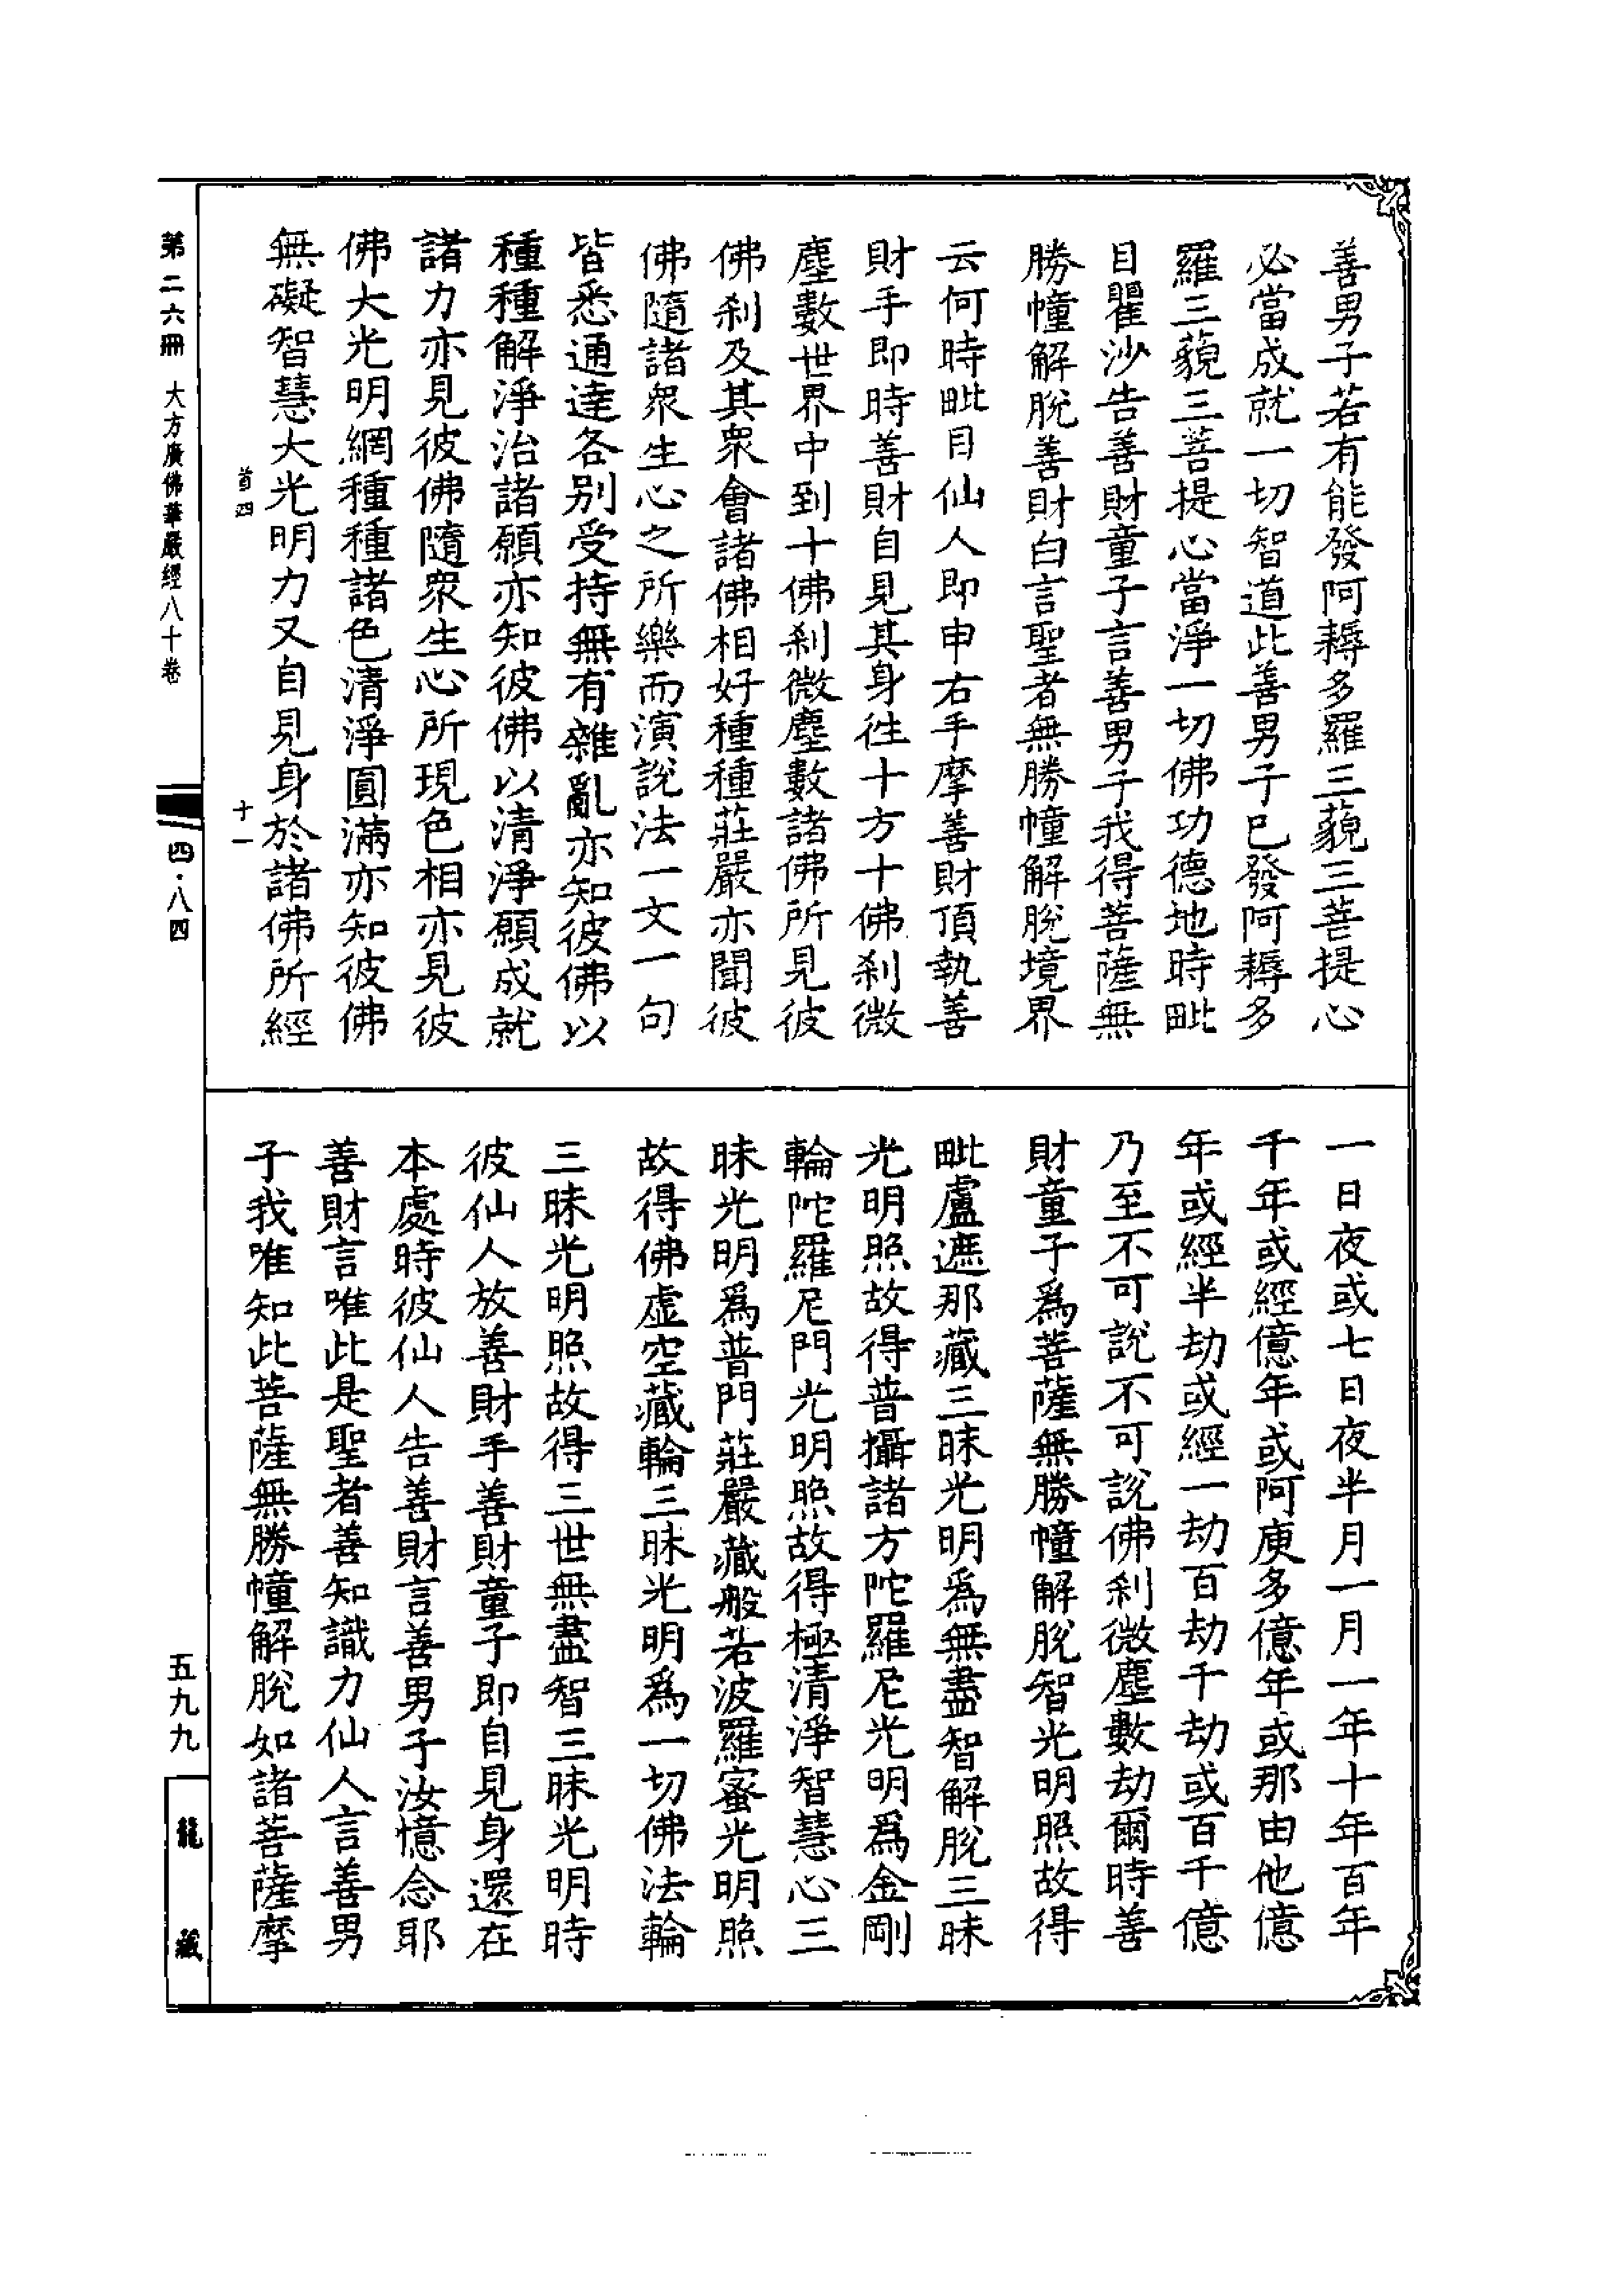 善男子若有能發阿耨多羅三藐三菩提心
必當成就一切智道此善男子已發阿耨多
羅三藐三菩提心當淨一切佛功德地時毗
目瞿沙告善財童子言善男子我得菩薩無
勝幢解脫善財白言聖者無勝幢解脫境界
云何時毗目仙人即申右手摩善財頂執善
財手即時善財自見其身往十方十佛剎微
塵數世界中到十佛剎微塵數諸佛所見彼
佛剎及其眾會諸佛相好種種莊嚴亦聞彼
佛隨諸眾生心之所樂而演說法一文一句
皆悉通達各別受持無有雜亂亦知彼佛以
種種解淨治諸願亦知彼佛以清淨願成就
諸力亦見彼佛隨眾生心所現色相亦見彼
佛大光明網種種諸色清淨圓滿亦知彼佛
無礙智慧大光明力又自見身於諸佛所經
首四
十一
一日夜或七日夜半月一月一年十年百年
千年或經億年或阿庾多億年或那由他億
年或經半劫或經一劫百劫千劫或百千億
乃至不可說不可說佛剎微塵數劫爾時善
財童子為菩薩無勝幢解脫智光明照故得
毗盧遮那藏三昧光明為無盡智解脫三昧
光明照故得普攝諸方陀羅尼光明為金剛
輪陀羅尼門光明照故得極清淨智慧心三
昧光明為普門莊嚴藏般若波羅蜜光明照
故得佛虛空藏輪三昧光明為一切佛法輪
三昧光明照故得三世無盡智三昧光明時
彼仙人放善財手善財童子即自見身還在
本處時彼仙人告善財言善男子汝憶念耶
善財言唯此是聖者善知識力仙人言善男
子我唯知此菩薩無勝幢解脫如諸菩薩摩
第二六冊 大方廣佛華嚴經八十卷
四·八四
五九九
龍藏